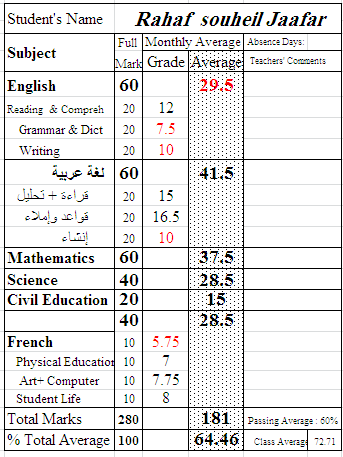 Student's Name Rahaf souheil Jaafar
Subject Full Mark Monthly Average Absence Days:
Grade Average Teachers' Comments
English 60 29.5
Reading & Compreh 20 12
Grammar & Dict 20 7.5
Writing 20 10
لغة عربية 60 41.5
قراءة + تحليل 20 15
قواعد وإملاء 20 16.5
إنشاء 20 10
Mathematics 60 37.5
Science 40 28.5
Civil Education 20 15
40 28.5
French 10 5.75
Physical Education 10 7
Art+ Computer 10 7.75
Student Life 10 8
Total Marks 280 181 Passing Average : 60%
% Total Average 100 64.46 Class Average 72.71